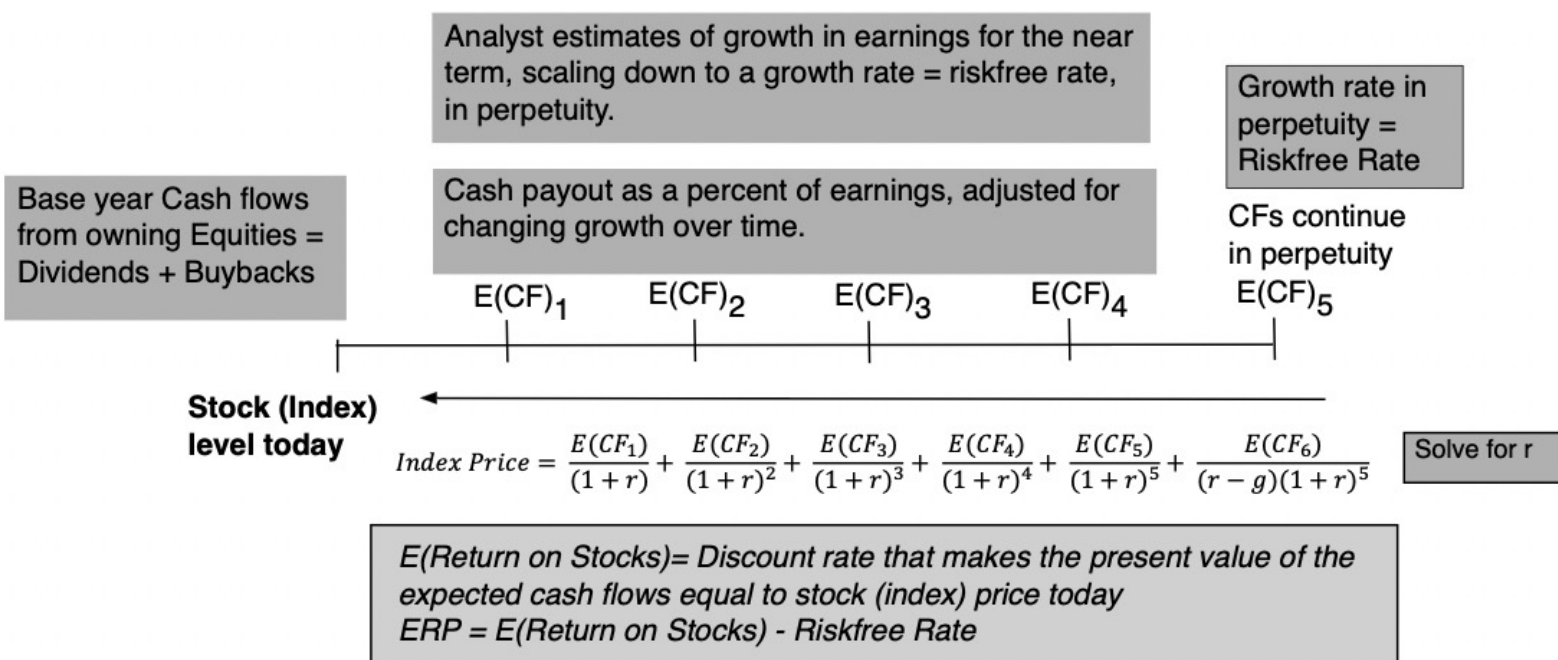 Analyst estimates of growth in earnings for the near
term, scaling down to a growth rate = riskfree rate,
in perpetuity.
Growth rate in
perpetuity =
Riskfree Rate
Base year Cash flows
from owning Equities =
Dividends + Buybacks
Cash payout as a percent of earnings, adjusted for
changing growth over time.
CFs continue
in perpetuity
E(CF)1 E(CF)2 E(CF)3 E(CF)4 E(CF)5
Stock (Index)
level today
Index Price = E(CF1)/(1 + r) + E(CF2)/(1 + r)^2 + E(CF3)/(1 + r)^3 + E(CF4)/(1 + r)^4 + E(CF5)/(1 + r)^5 + E(CF6)/((r − g)(1 + r)^5)
Solve for r
E(Return on Stocks)= Discount rate that makes the present value of the
expected cash flows equal to stock (index) price today
ERP = E(Return on Stocks) - Riskfree Rate